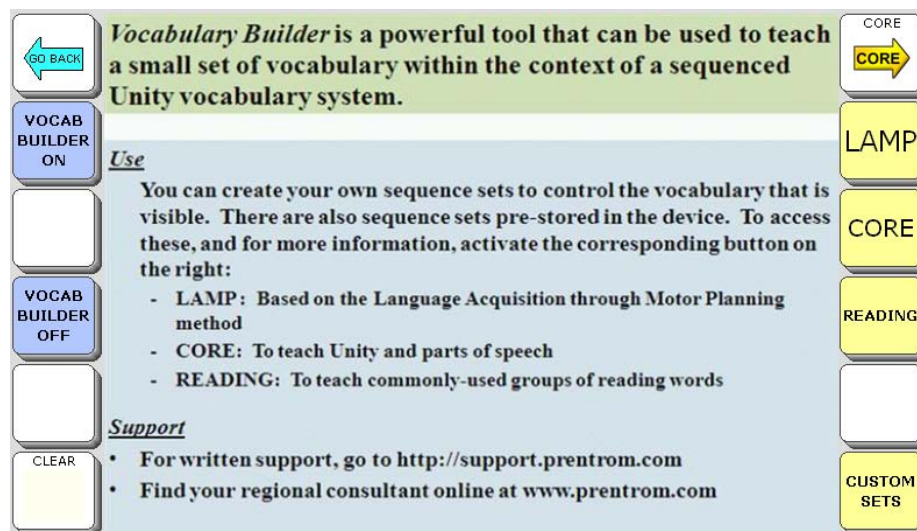 GO BACK
VOCAB
BUILDER
ON
VOCAB
BUILDER
OFF
CLEAR
Vocabulary Builder is a powerful tool that can be used to teach
a small set of vocabulary within the context of a sequenced
Unity vocabulary system.
Use
You can create your own sequence sets to control the vocabulary that is
visible. There are also sequence sets pre-stored in the device. To access
these, and for more information, activate the corresponding button on
the right:
- LAMP: Based on the Language Acquisition through Motor Planning
method
- CORE: To teach Unity and parts of speech
- READING: To teach commonly-used groups of reading words
Support
• For written support, go to http://support.prentrom.com
• Find your regional consultant online at www.prentrom.com
CORE
CORE
LAMP
CORE
READING
CUSTOM
SETS